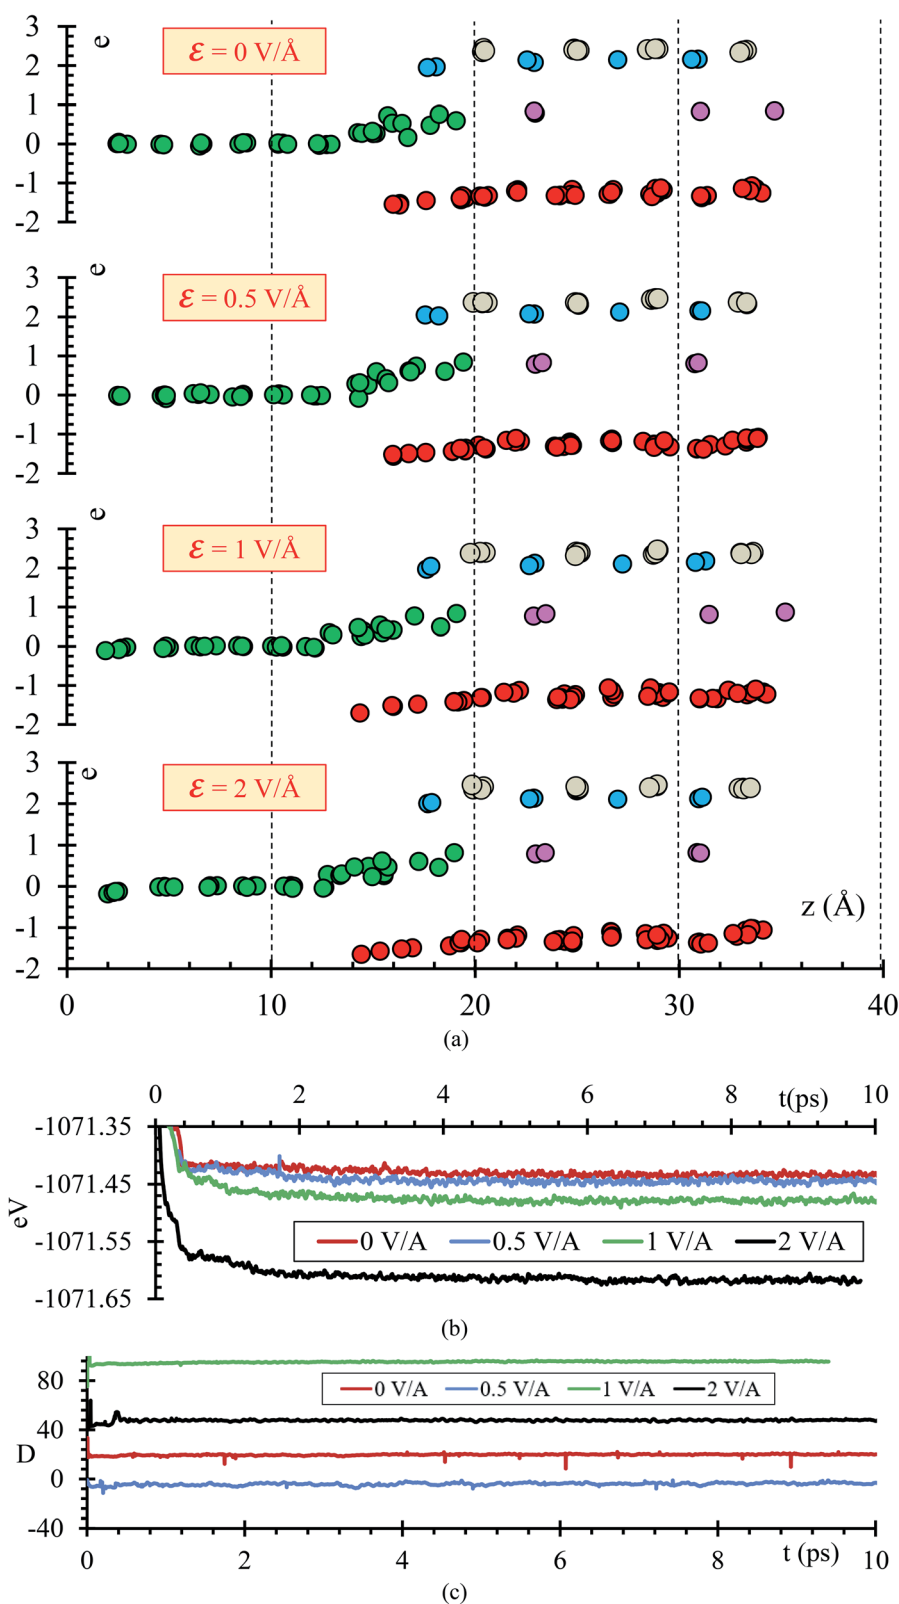 3
e
ℰ = 0 V/Å
2
1
0
-1
-2
3
e
ℰ = 0.5 V/Å
2
1
0
-1
-2
3
e
ℰ = 1 V/Å
2
1
0
-1
-2
3
e
ℰ = 2 V/Å
2
1
0
-1
z (Å)
-2
0 10 20 30 40
(a)
0 2 4 6 8 10
t(ps)
-1071.35
-1071.45
-1071.55
-1071.65
eV
0 V/A 0.5 V/A 1 V/A 2 V/A
(b)
80
40
0
-40
D
0 V/A 0.5 V/A 1 V/A 2 V/A
0 2 4 6 8 t (ps) 10
(c)